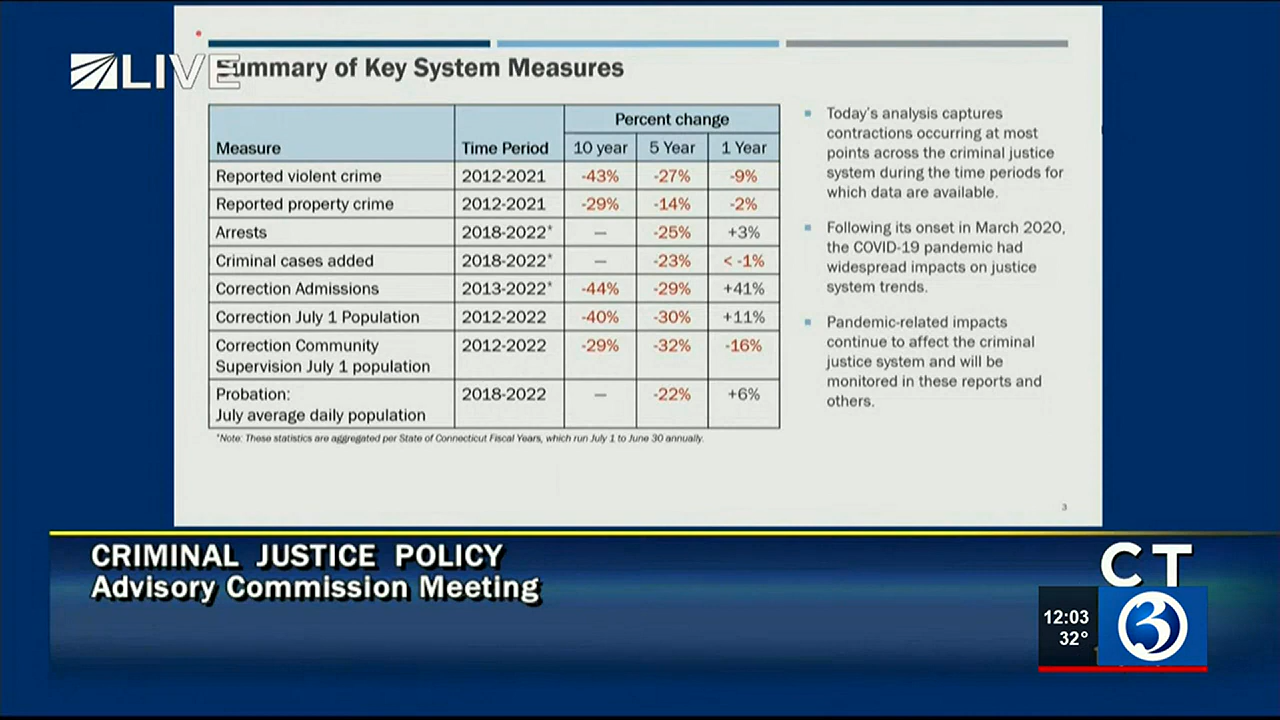 LIVE
Summary of Key System Measures
Measure Time Period Percent change
10 year 5 Year 1 Year
Reported violent crime 2012-2021 -43% -27% -9%
Reported property crime 2012-2021 -29% -14% -2%
Arrests 2018-2022* — -25% +3%
Criminal cases added 2018-2022* — -23% < -1%
Correction Admissions 2013-2022* -44% -29% +41%
Correction July 1 Population 2012-2022 -40% -30% +11%
Correction Community 2012-2022 -29% -32% -16%
Supervision July 1 population
Probation: 2018-2022 — -22% +6%
July average daily population
*Note: These statistics are aggregated per State of Connecticut Fiscal Years, which run July 1 to June 30 annually.
Today's analysis captures
contractions occurring at most
points across the criminal justice
system during the time periods for
which data are available.
Following its onset in March 2020,
the COVID-19 pandemic had
widespread impacts on justice
system trends.
Pandemic-related impacts
continue to affect the criminal
justice system and will be
monitored in these reports and
others.
3
CRIMINAL JUSTICE POLICY
Advisory Commission Meeting
CT
12:03
32°
3